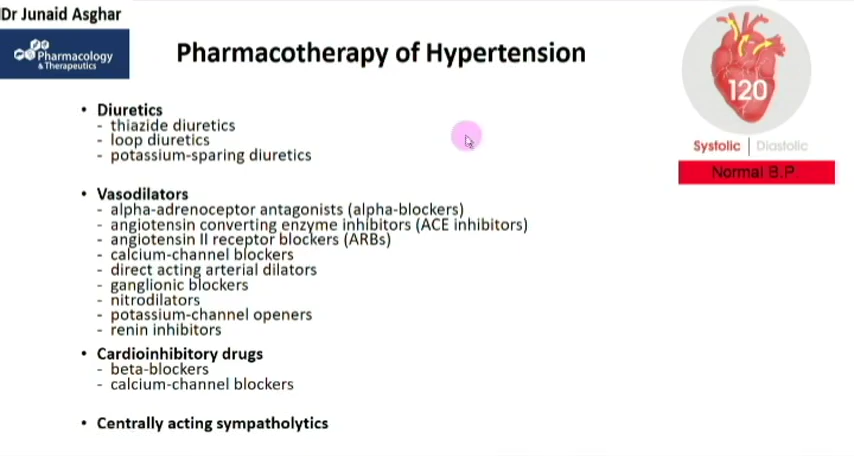 Dr Junaid Asghar
Pharmacology
& Therapeutics
Pharmacotherapy of Hypertension
120
Systolic | Diastolic
Normal B.P
• Diuretics
- thiazide diuretics
- loop diuretics
- potassium-sparing diuretics
• Vasodilators
- alpha-adrenoceptor antagonists (alpha-blockers)
- angiotensin converting enzyme inhibitors (ACE inhibitors)
- angiotensin II receptor blockers (ARBs)
- calcium-channel blockers
- direct acting arterial dilators
- ganglionic blockers
- nitrodilators
- potassium-channel openers
- renin inhibitors
• Cardioinhibitory drugs
- beta-blockers
- calcium-channel blockers
• Centrally acting sympatholytics